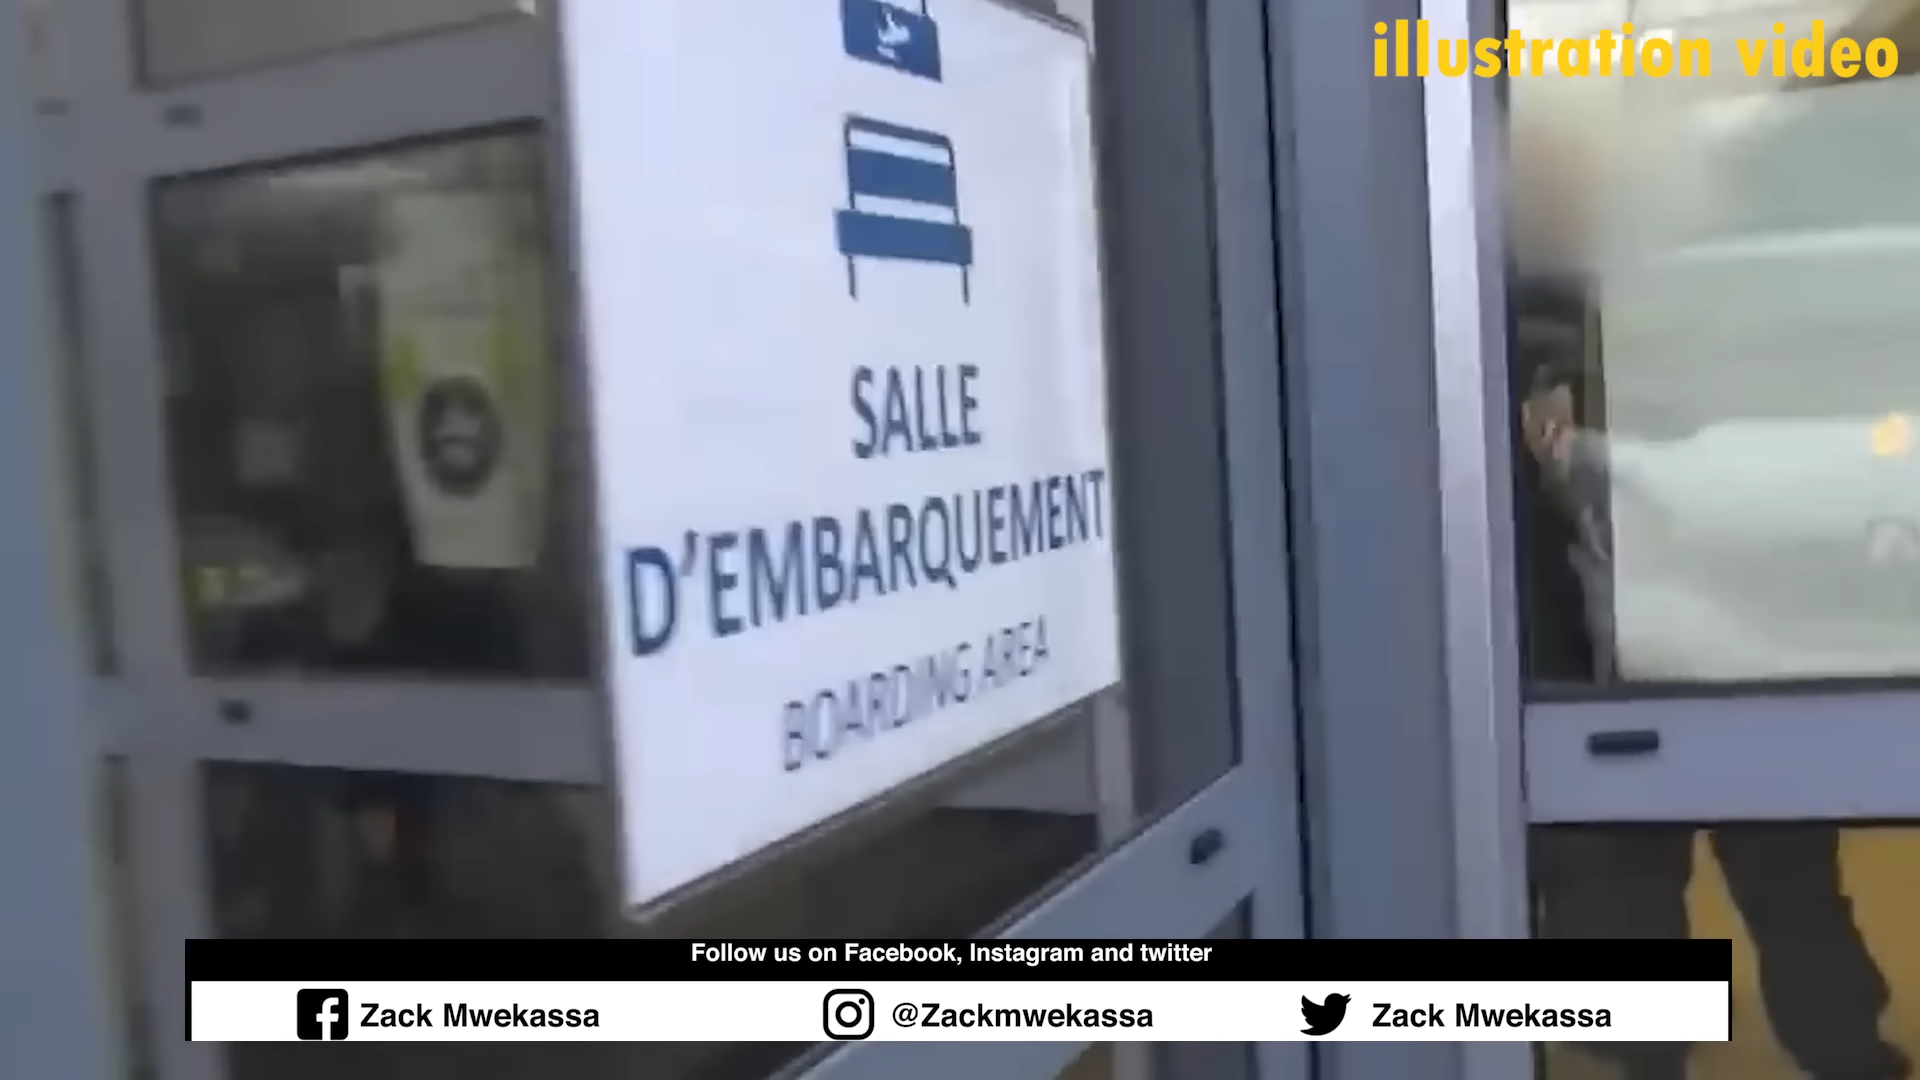 illustration video
SALLE
D'EMBARQUEMENT
BOARDING AREA
Follow us on Facebook, Instagram and twitter
Zack Mwekassa
@Zackmwekassa
Zack Mwekassa